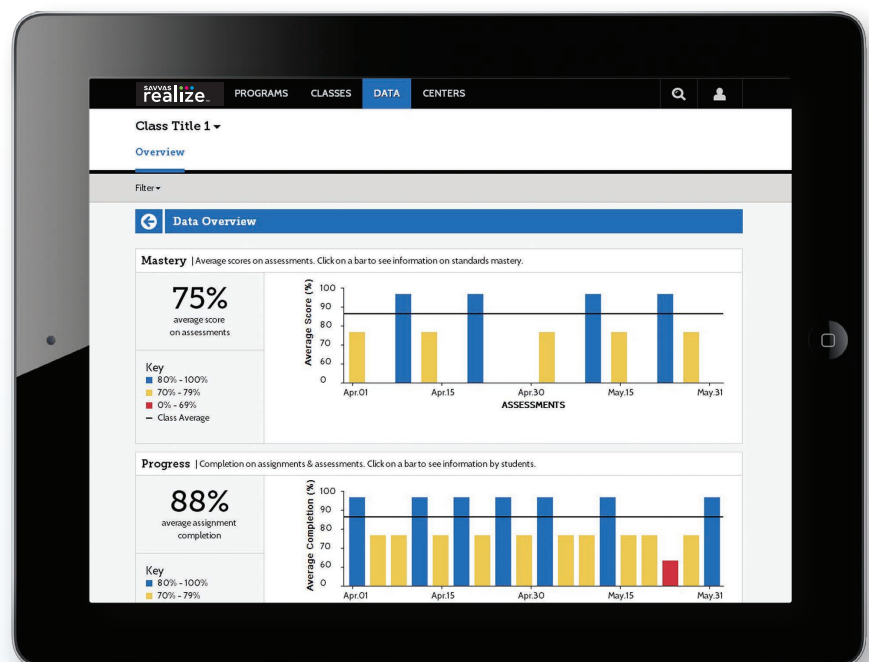 SAVVAS
realize™ PROGRAMS CLASSES DATA CENTERS
Class Title 1
Overview
Filter
Data Overview
Mastery | Average scores on assessments. Click on a bar to see information on standards mastery.
75%
average score
on assessments
Key
80% - 100%
70% - 79%
0% - 69%
Class Average
Average Score (%)
100
90
80
70
60
0
Apr.01 Apr.15 Apr.30 May.15 May.31
ASSESSMENTS
Progress | Completion on assignments & assessments. Click on a bar to see information by students.
88%
average assignment
completion
Key
80% - 100%
70% - 79%
Average Completion (%)
100
90
80
70
60
0
Apr.01 Apr.15 Apr.30 May.15 May.31